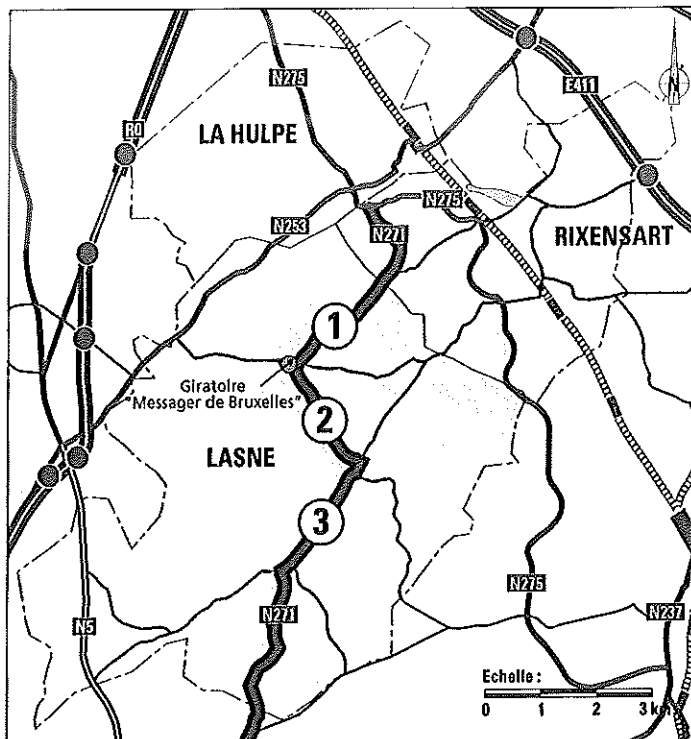 N275
E411
R0
LA HULPE
N275
N253
N271
RIXENSART
1
Giratoire
"Messager de Bruxelles"
2
LASNE
3
N275
N271
N5
N237
Echelle :
0 1 2 3 km